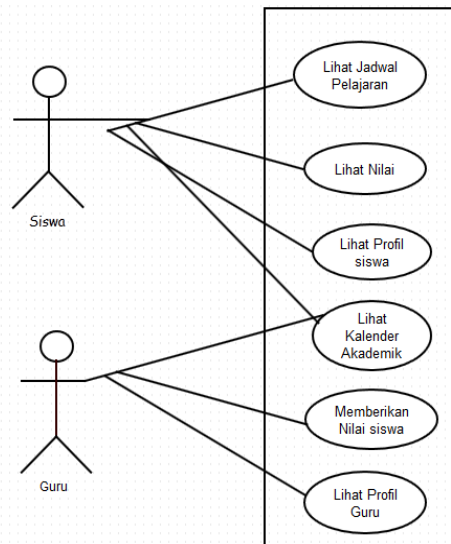 Lihat Jadwal
Pelajaran
Lihat Nilai
Lihat Profil
siswa
Siswa
Lihat
Kalender
Akademik
Memberikan
Nilai siswa
Lihat Profil
Guru
Guru